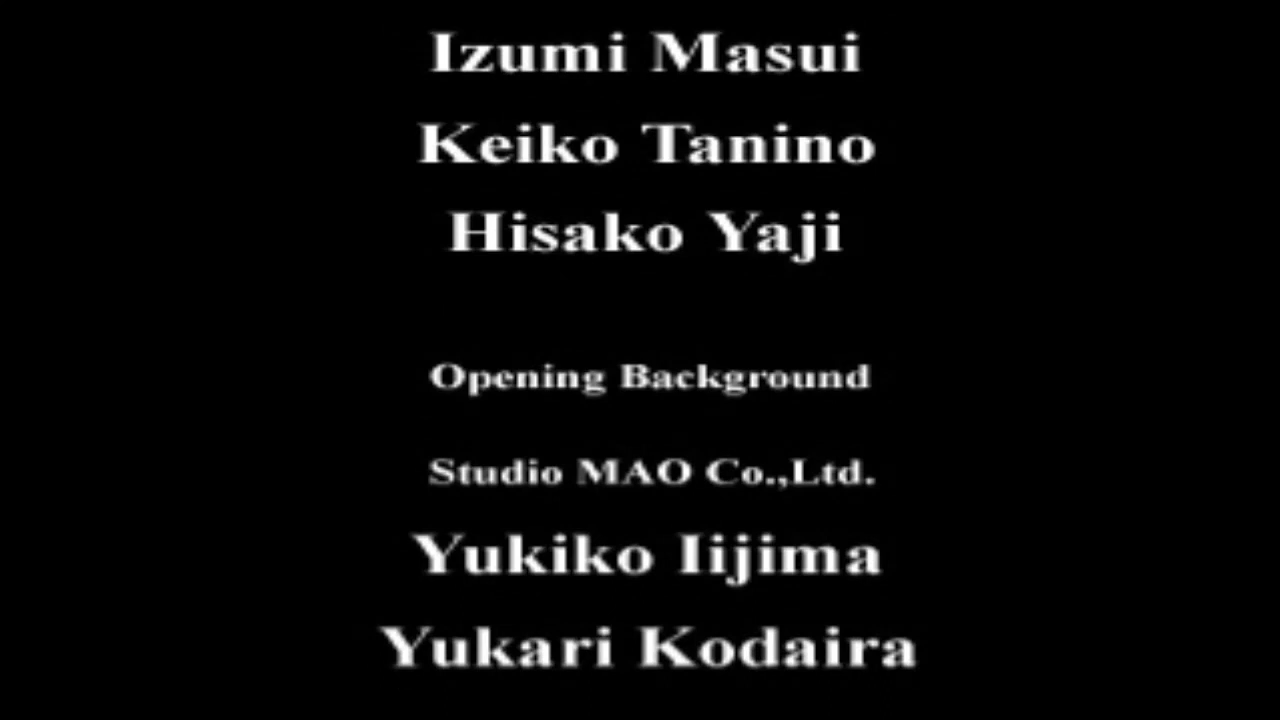 Izumi Masui
Keiko Tanino
Hisako Yaji
Opening Background
Studio MAO Co.,Ltd.
Yukiko Iijima
Yukari Kodaira